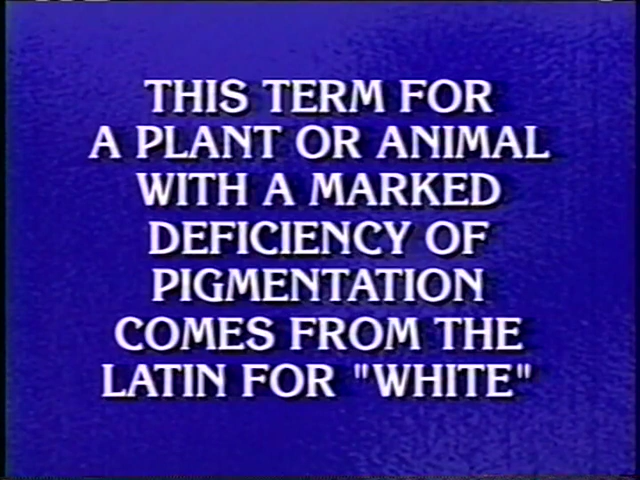 THIS TERM FOR
A PLANT OR ANIMAL
WITH A MARKED
DEFICIENCY OF
PIGMENTATION
COMES FROM THE
LATIN FOR "WHITE"